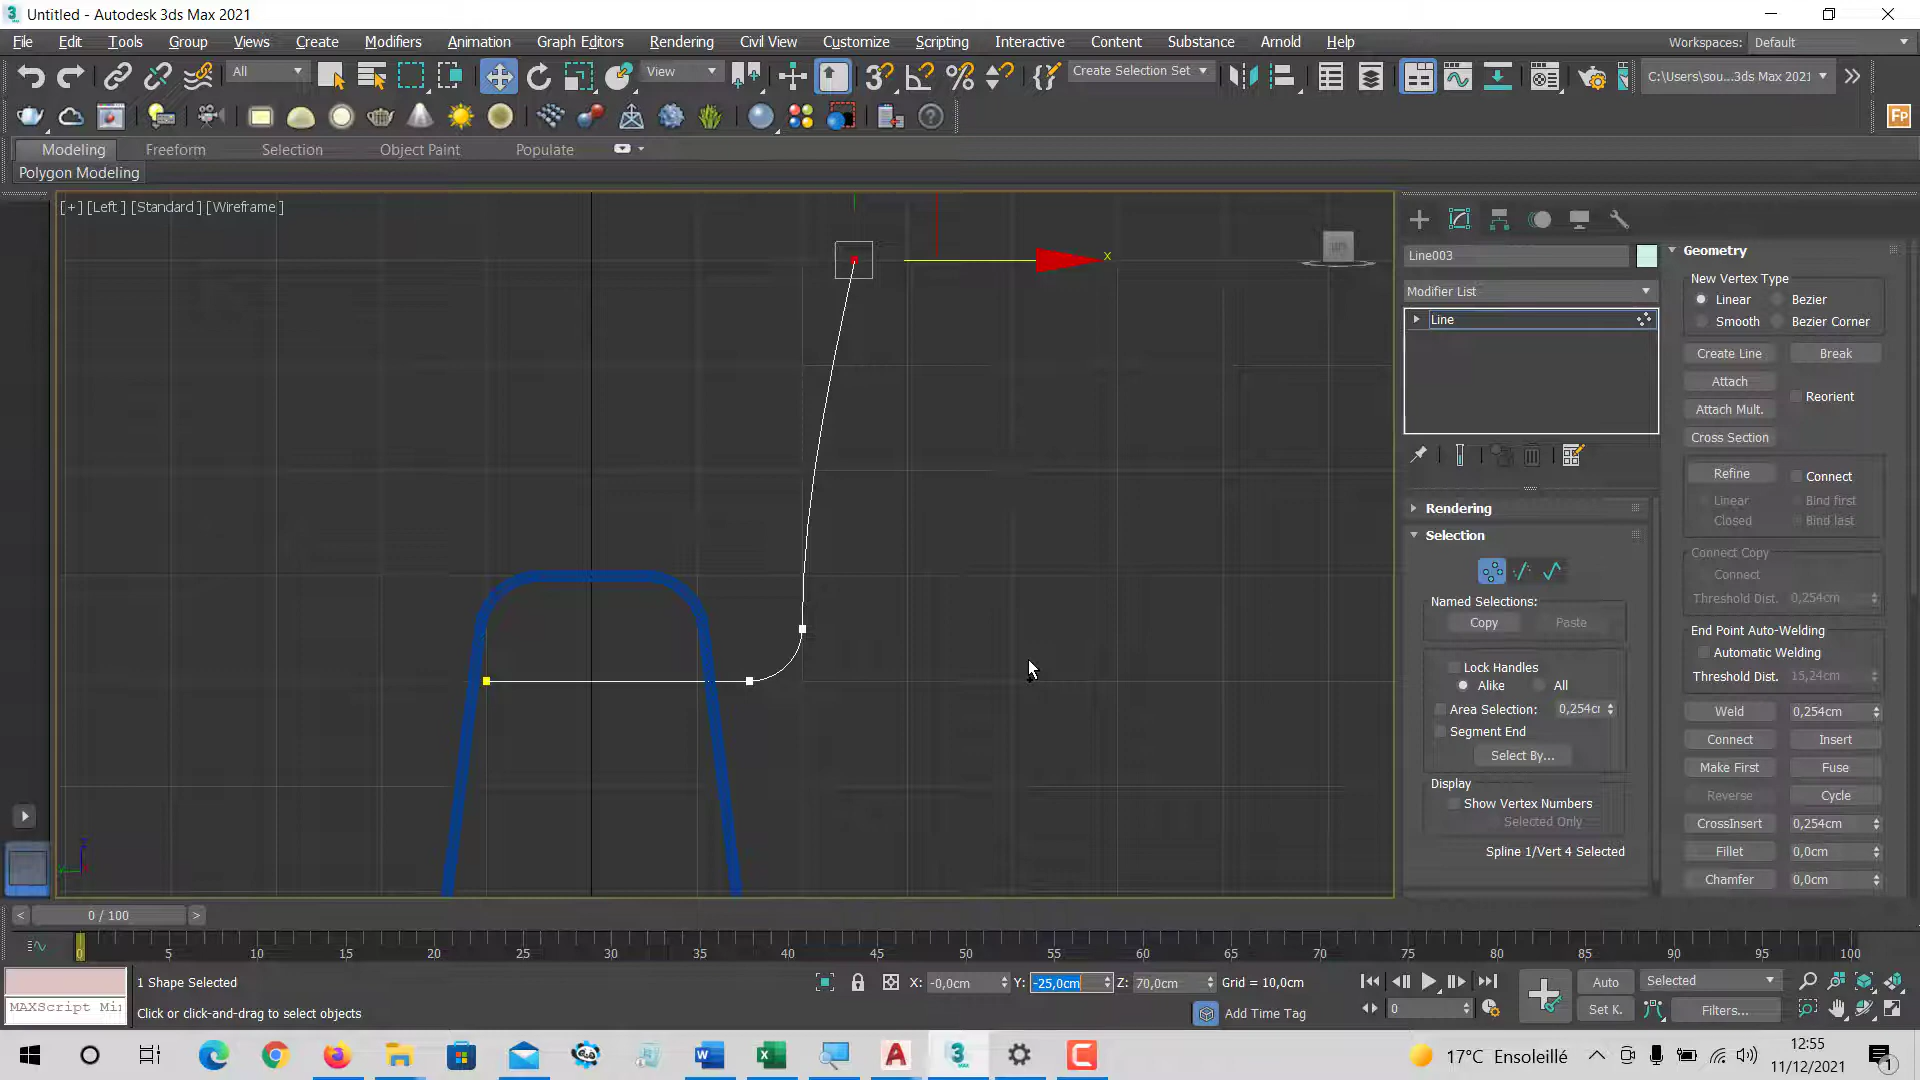 Untitled - Autodesk 3ds Max 2021
File Edit Tools Group Views Create Modifiers Animation Graph Editors Rendering Civil View Customize Scripting Interactive Content Substance Arnold Help Workspaces: Default
All View Create Selection Set C:\Users\sou...3ds Max 2021
Modeling Freeform Selection Object Paint Populate
Polygon Modeling
[+] [Left ] [Standard ] [Wireframe ]
x
Line003
Modifier List
Line
Rendering
Selection
Named Selections:
Copy Paste
Lock Handles
Alike All
Area Selection: 0,254cm
Segment End
Select By...
Display
Show Vertex Numbers
Selected Only
Spline 1/Vert 4 Selected
Geometry
New Vertex Type
Linear Bezier
Smooth Bezier Corner
Create Line Break
Attach
Reorient
Attach Mult.
Cross Section
Refine Connect
Linear Bind first
Closed Bind last
Connect Copy
Connect
Threshold Dist. 0,254cm
End Point Auto-Welding
Automatic Welding
Threshold Dist. 15,24cm
Weld 0,254cm
Connect Insert
Make First Fuse
Reverse Cycle
CrossInsert 0,254cm
Fillet 0,0cm
Chamfer 0,0cm
0 / 100
0 5 10 15 20 25 30 35 40 45 50 55 60 65 70 75 80 85 90 95 100
1 Shape Selected X: -0,0cm Y: -25,0cm Z: 70,0cm Grid = 10,0cm Auto Selected
MAXScript Mi
Click or click-and-drag to select objects Add Time Tag 0 Set K. Filters...
17°C Ensoleillé
12:55
11/12/2021
1